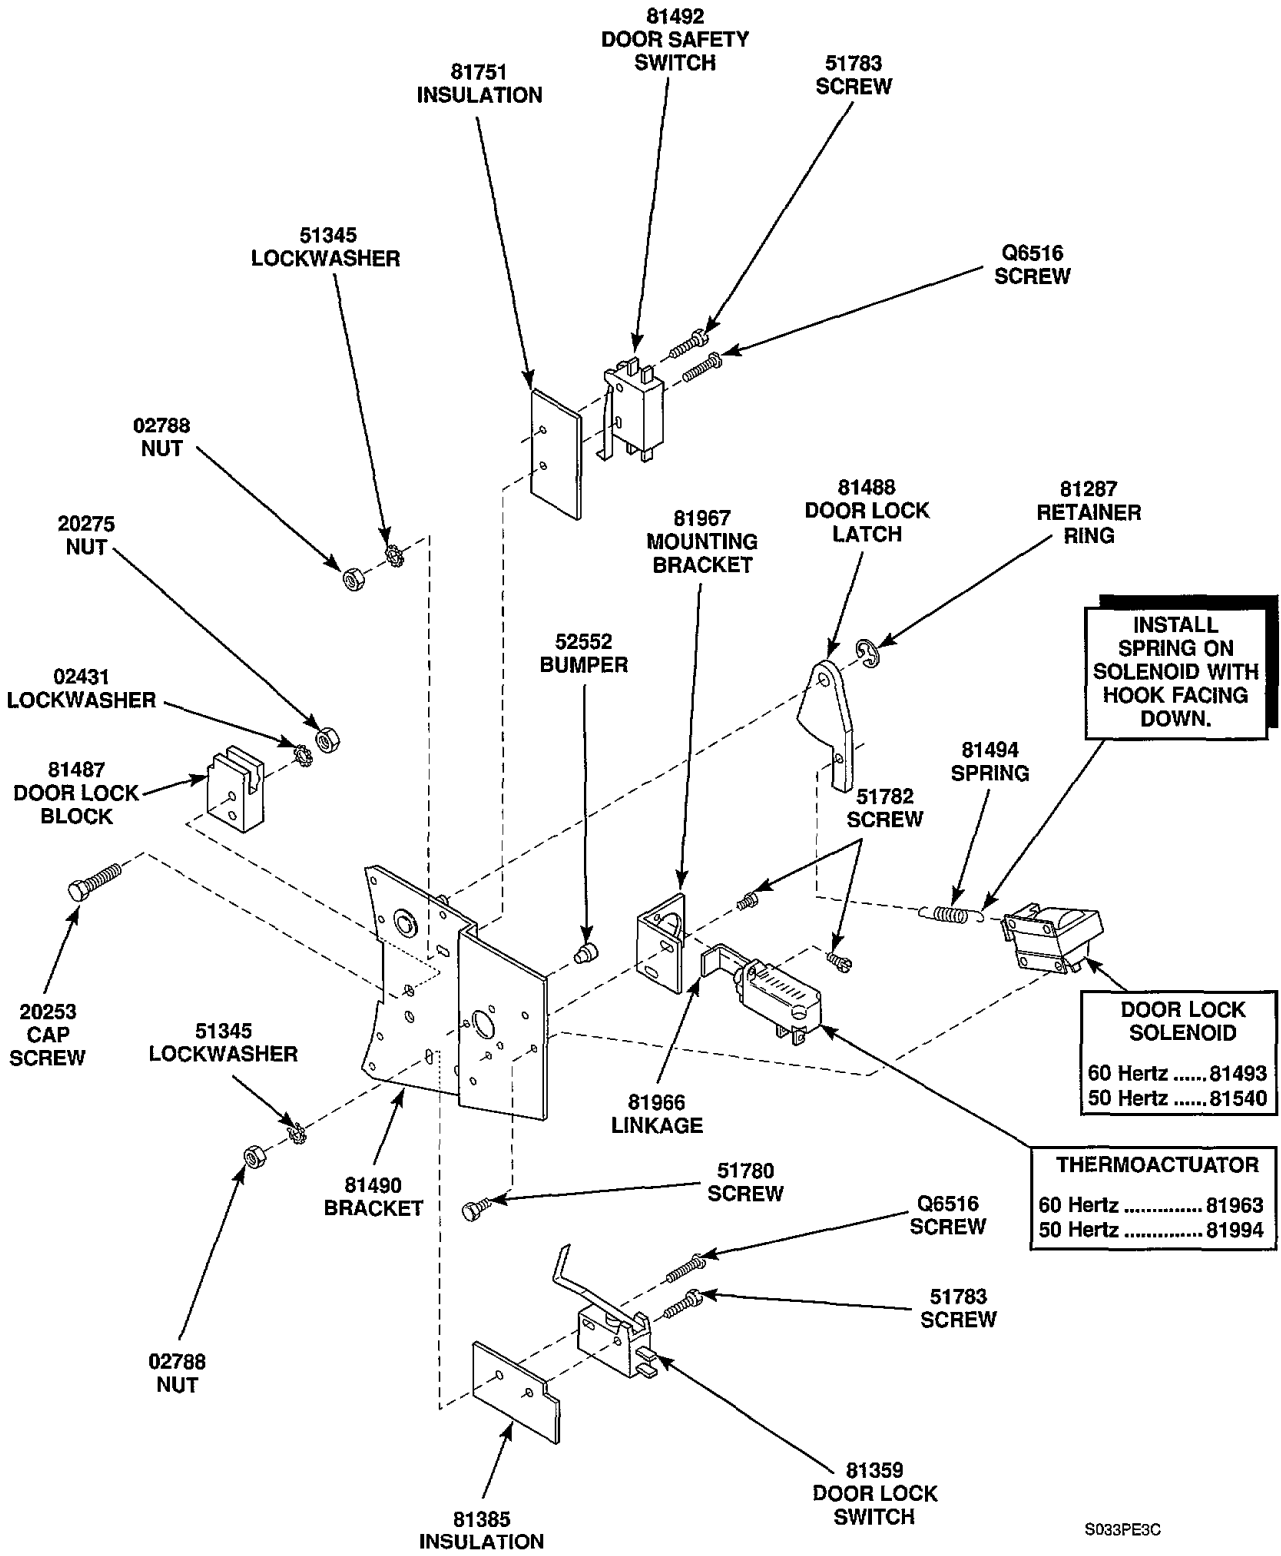 81492
DOOR SAFETY
SWITCH
51783
SCREW
81751
INSULATION
51345
LOCKWASHER
Q6516
SCREW
02788
NUT
20275
NUT
81967
MOUNTING
BRACKET
81488
DOOR LOCK
LATCH
81287
RETAINER
RING
INSTALL
SPRING ON
SOLENOID WITH
HOOK FACING
DOWN.
52552
BUMPER
02431
LOCKWASHER
81487
DOOR LOCK
BLOCK
81494
SPRING
51782
SCREW
20253
CAP
SCREW
51345
LOCKWASHER
DOOR LOCK
SOLENOID
60 Hertz ......81493
50 Hertz ......81540
81966
LINKAGE
THERMOACTUATOR
60 Hertz .............. 81963
50 Hertz .............. 81994
81490
BRACKET
51780
SCREW
Q6516
SCREW
51783
SCREW
02788
NUT
81359
DOOR LOCK
SWITCH
81385
INSULATION
S033PE3C